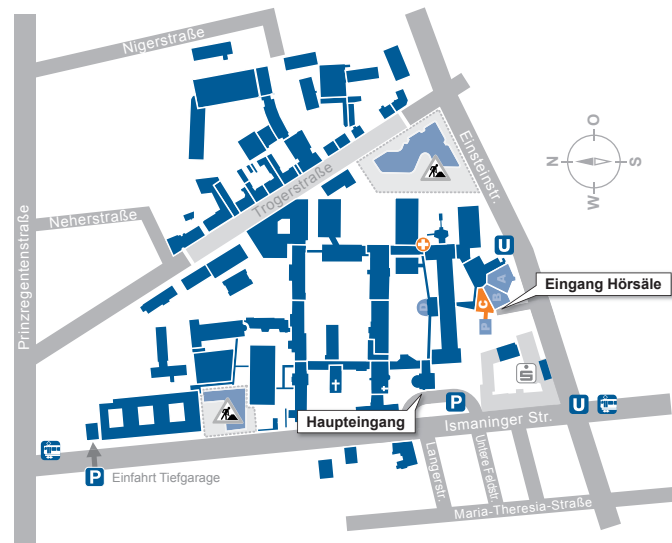 Nigerstraße
O
N
S
W
Einsteinstr.
Trogerstraße
Neherstraße
Prinzregentenstraße
U
A
B
C
P
D
Eingang Hörsäle
S
Haupteingang
P
Ismaninger Str.
U
P
Einfahrt Tiefgarage
Langerstr.
Untere Feldstr.
Maria-Theresia-Straße